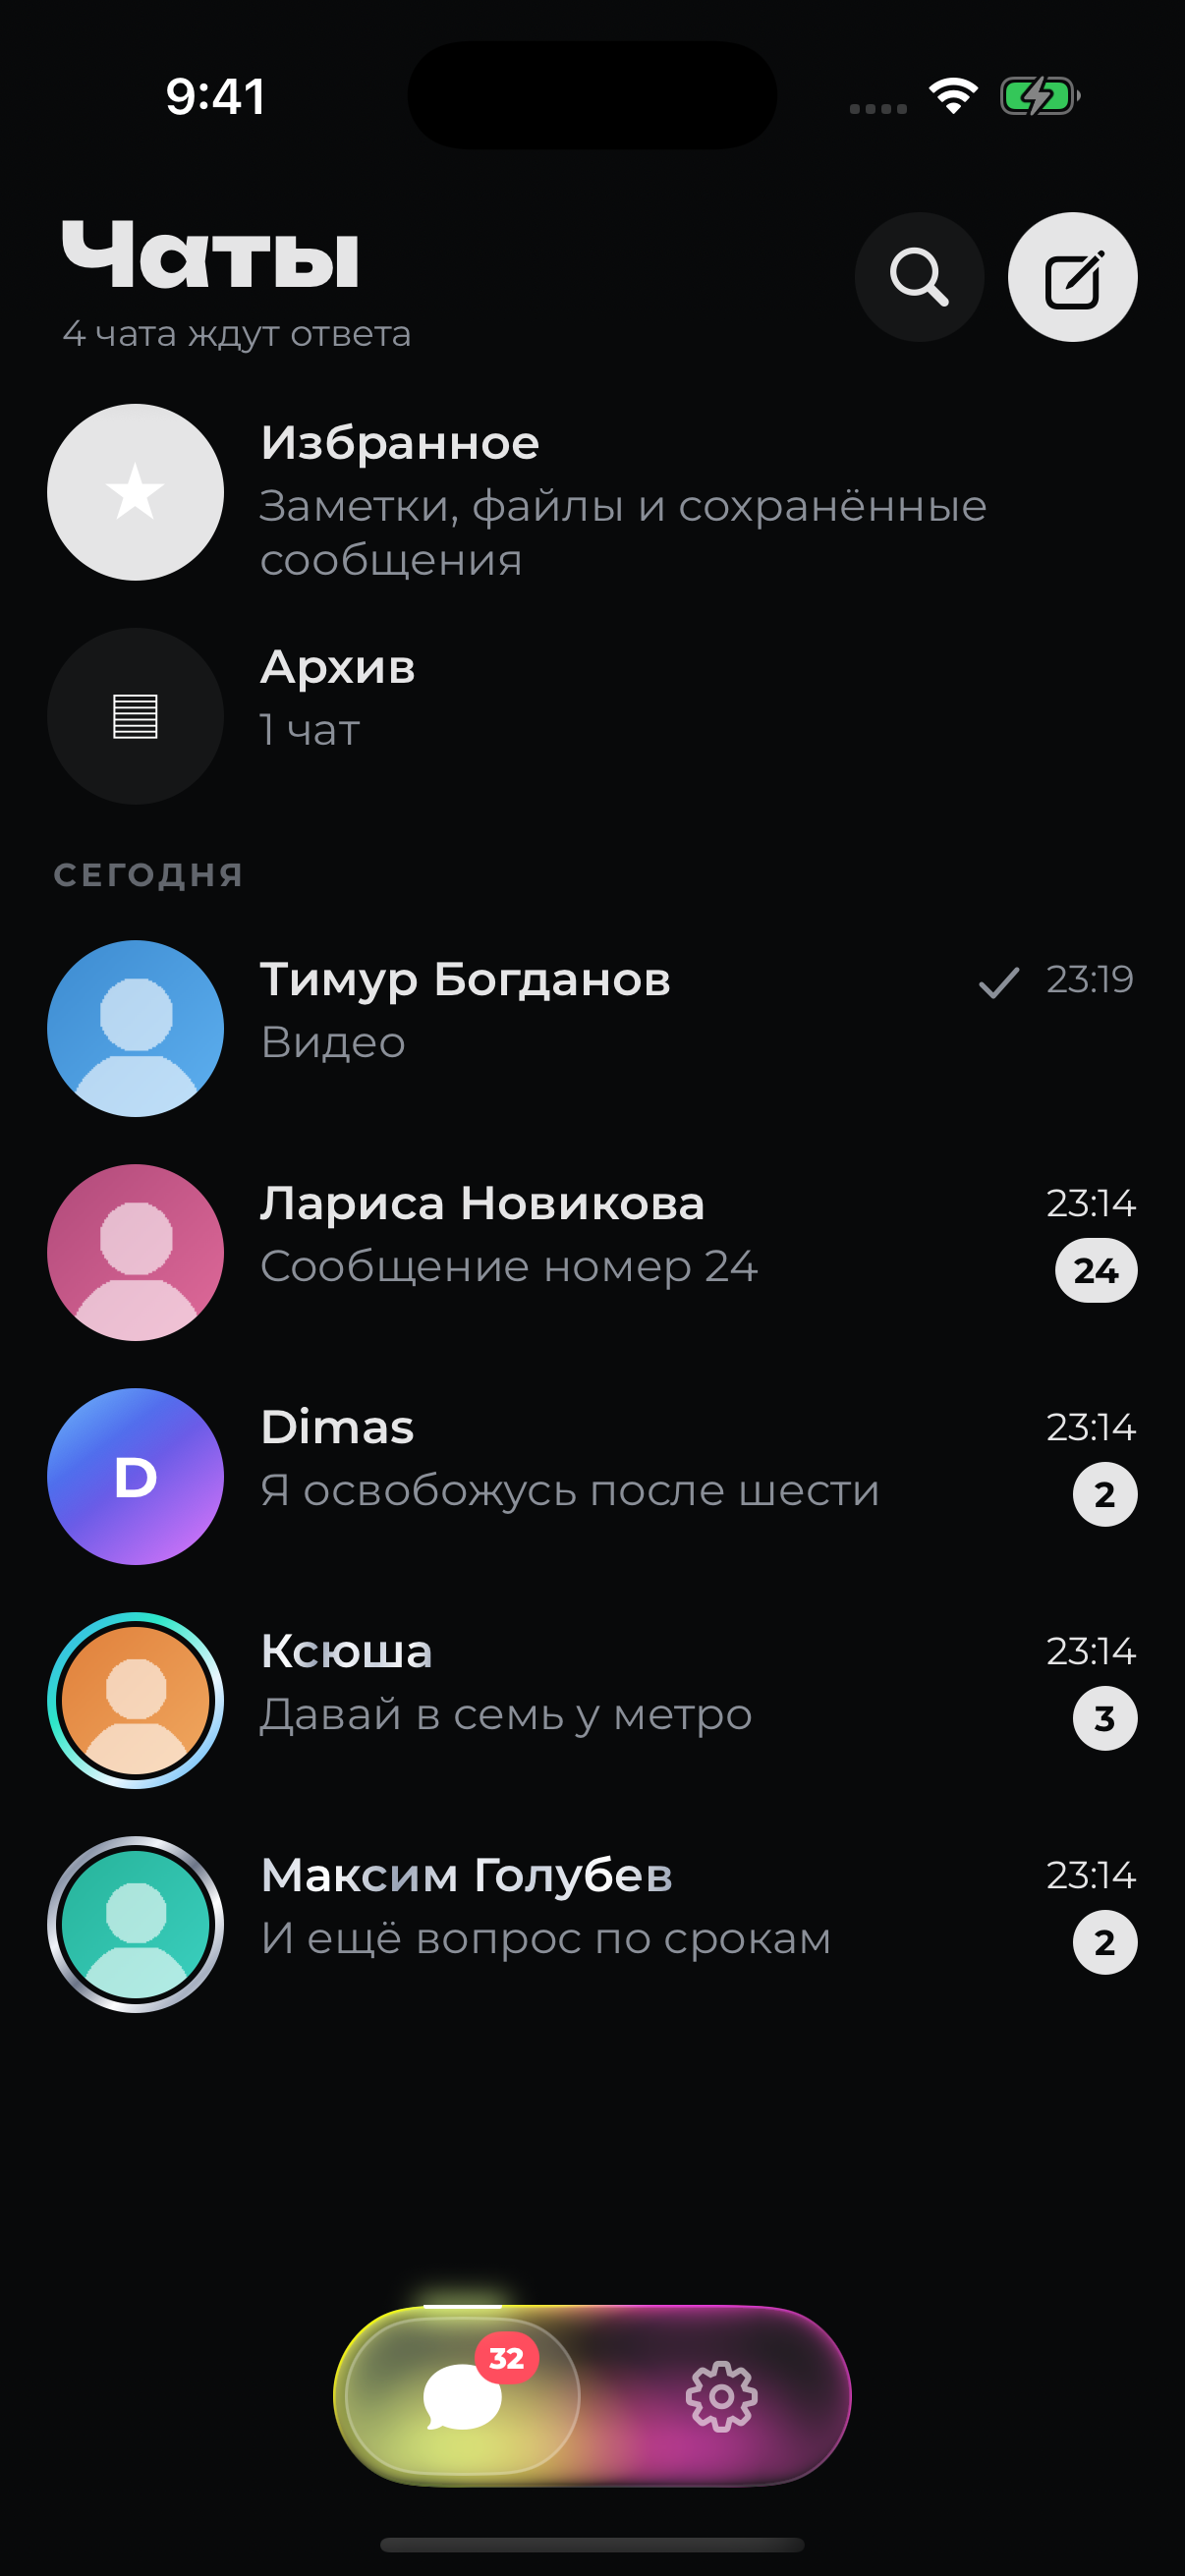 9:41
Чаты
4 чата ждут ответа
Избранное
Заметки, файлы и сохранённые
сообщения
Архив
1 чат
СЕГОДНЯ
Тимур Богданов 23:19
Видео
Лариса Новикова 23:14
Сообщение номер 24 24
D Dimas 23:14
Я освобожусь после шести 2
Ксюша 23:14
Давай в семь у метро 3
Максим Голубев 23:14
И ещё вопрос по срокам 2
32